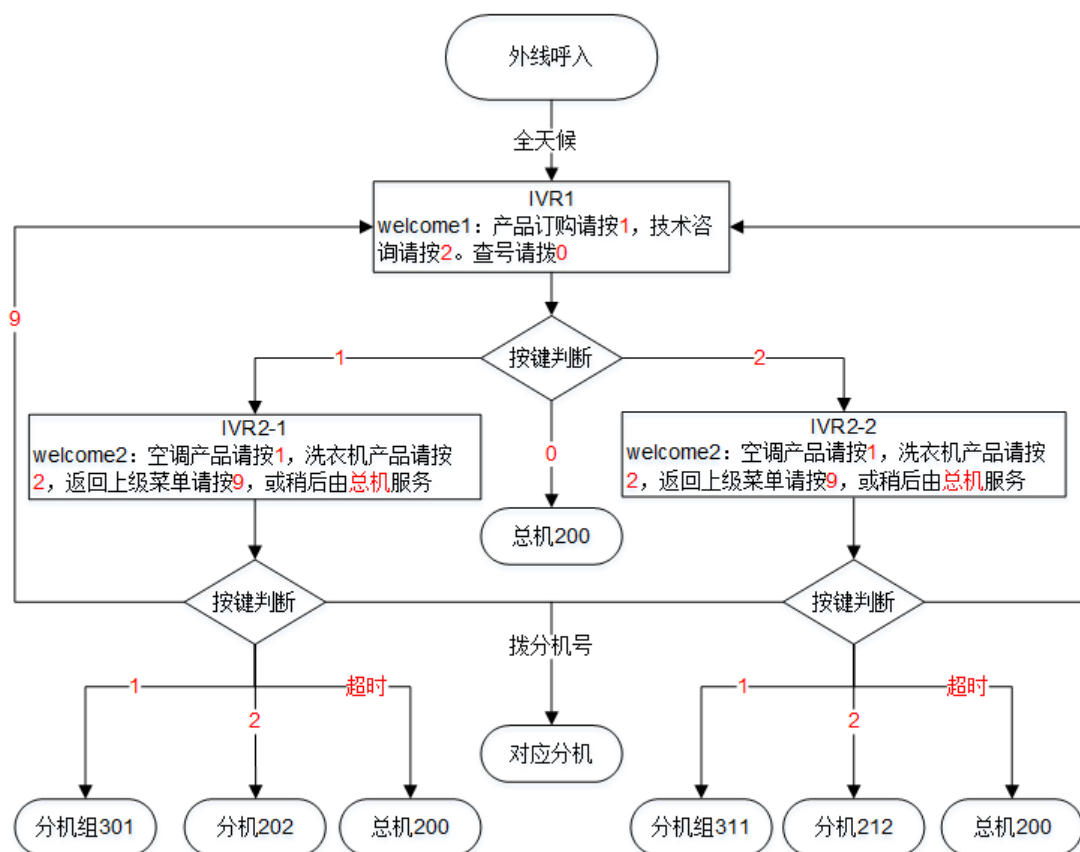 外线呼入
全天候
IVR1
welcome1：产品订购请按1，技术咨
询请按2。查号请拨0
9
按键判断
1
2
IVR2-1
welcome2：空调产品请按1，洗衣机产品请按
2，返回上级菜单请按9，或稍后由总机服务
0
IVR2-2
welcome2：空调产品请按1，洗衣机产品请按
2，返回上级菜单请按9，或稍后由总机服务
总机200
按键判断
按键判断
拨分机号
1
2
超时
1
2
超时
对应分机
分机组301
分机202
总机200
分机组311
分机212
总机200